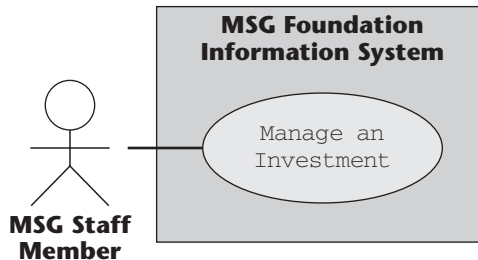 MSG Foundation
Information System
Manage an
Investment
MSG Staff
Member